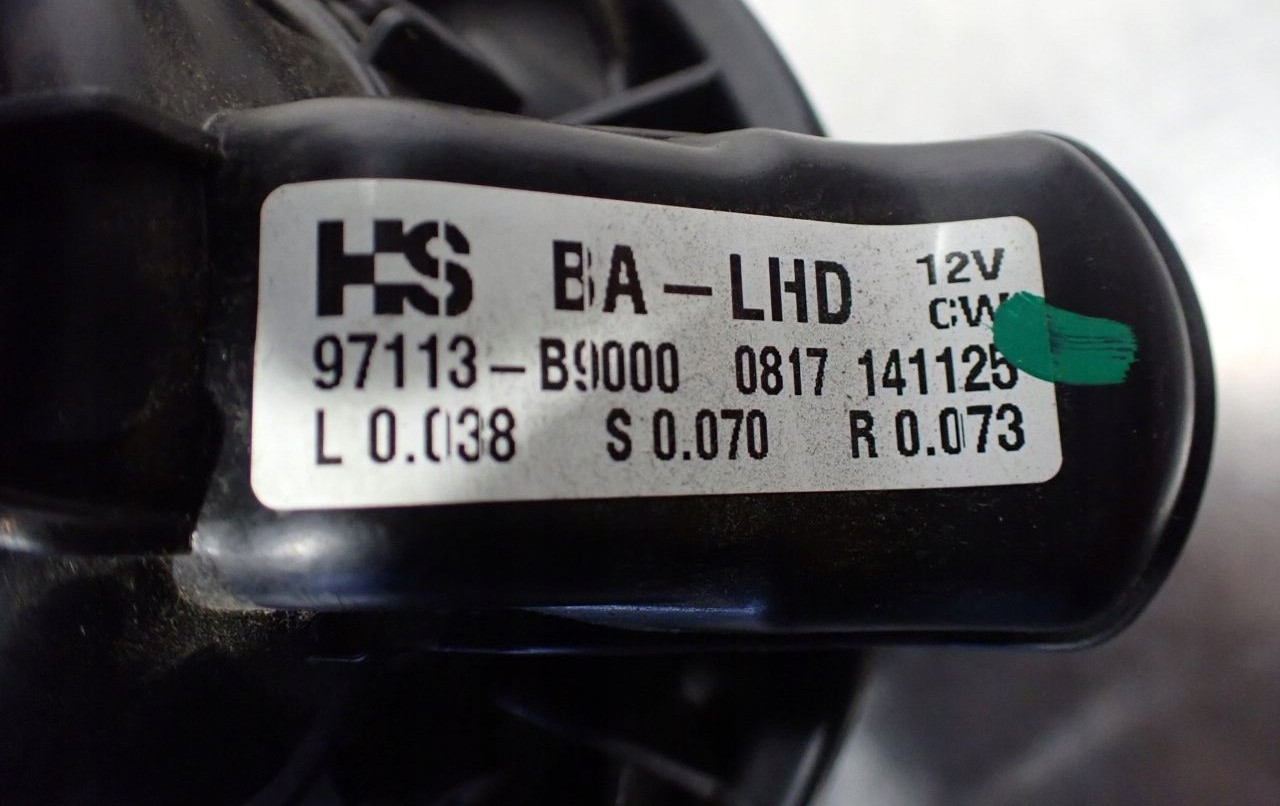 HS BA-LHD 12V
CW
97113-B9000 0817 141125
L 0.038 S 0.070 R 0.073